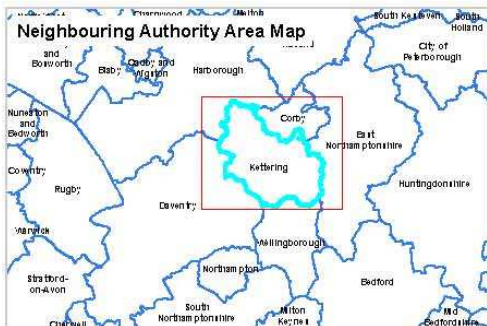 Neighbouring Authority Area Map
South Kesteven
South
Holland
City of
Peterborough
and
Bosworth
Blaby
Oadby and
Wigston
Harborough
Nuneaton
and
Bedworth
Corby
East
Northamptonshire
Kettering
Coventry
Rugby
Huntingdonshire
Daventry
Warwick
Wellingborough
Stratford-
on-Avon
Northampton
Bedford
South
Northamptonshire
Milton
Keynes
Mid
Bedfordshire
Cherwell